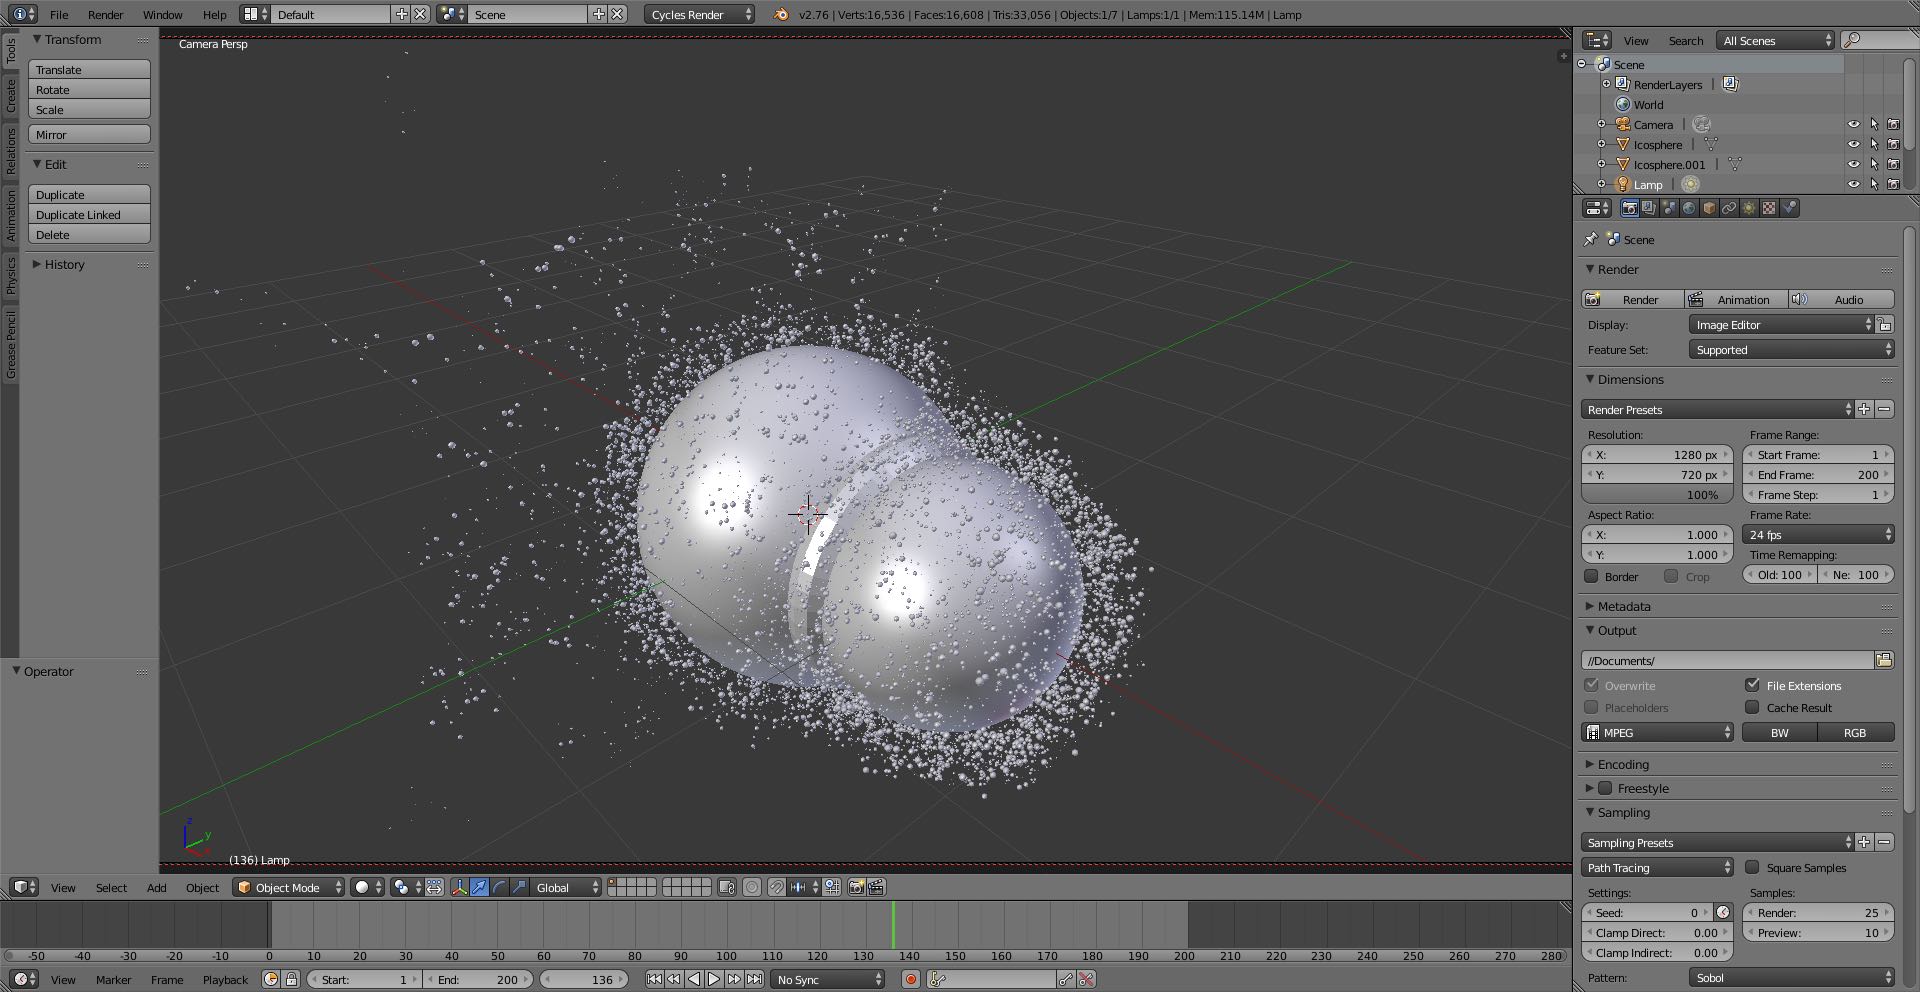 File Render Window Help Default Scene Cycles Render v2.76 | Verts:16,536 | Faces:16,608 | Tris:33,056 | Objects:1/7 | Lamps:1/1 | Mem:115.14M | Lamp
Tools
Create
Relations
Animation
Physics
Grease Pencil
Transform
Translate
Rotate
Scale
Mirror
Edit
Duplicate
Duplicate Linked
Delete
History
Operator
Camera Persp
z
y
(136) Lamp
View Search All Scenes
Scene
RenderLayers |
World
Camera |
Icosphere |
Icosphere.001 |
Lamp |
Scene
Render
Render Animation Audio
Display: Image Editor
Feature Set: Supported
Dimensions
Render Presets
Resolution: Frame Range:
X: 1280 px Start Frame: 1
Y: 720 px End Frame: 200
100% Frame Step: 1
Aspect Ratio: Frame Rate:
X: 1.000 24 fps
Y: 1.000 Time Remapping:
Border Crop Old: 100 Ne: 100
Metadata
Output
//Documents/
Overwrite File Extensions
Placeholders Cache Result
MPEG BW RGB
Encoding
Freestyle
Sampling
Sampling Presets
Path Tracing Square Samples
Settings: Samples:
Seed: 0 Render: 25
Clamp Direct: 0.00 Preview: 10
Clamp Indirect: 0.00
Pattern: Sobol
View Select Add Object Object Mode Global
-50 -40 -30 -20 -10 0 10 20 30 40 50 60 70 80 90 100 110 120 130 140 150 160 170 180 190 200 210 220 230 240 250 260 270 280
View Marker Frame Playback Start: 1 End: 200 136 No Sync